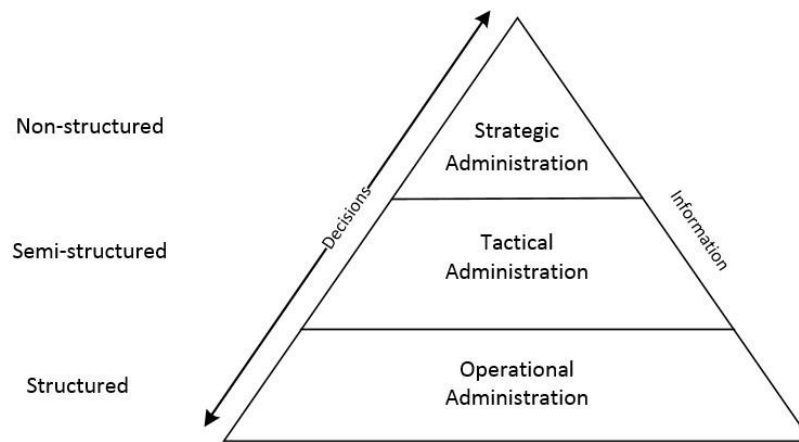 Non-structured
Strategic
Administration
Decisions
Information
Semi-structured
Tactical
Administration
Structured
Operational
Administration